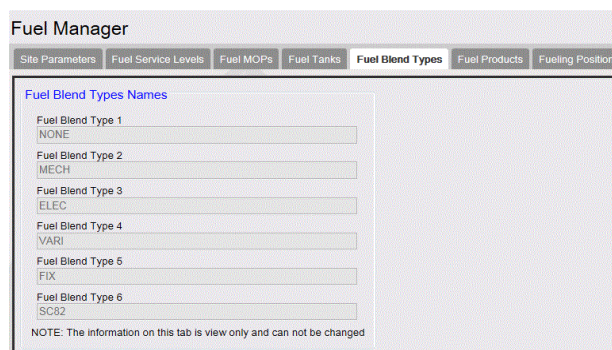 Fuel Manager
Site Parameters Fuel Service Levels Fuel MOPs Fuel Tanks Fuel Blend Types Fuel Products Fueling Position
Fuel Blend Types Names
Fuel Blend Type 1
NONE
Fuel Blend Type 2
MECH
Fuel Blend Type 3
ELEC
Fuel Blend Type 4
VARI
Fuel Blend Type 5
FIX
Fuel Blend Type 6
SC82
NOTE: The information on this tab is view only and can not be changed